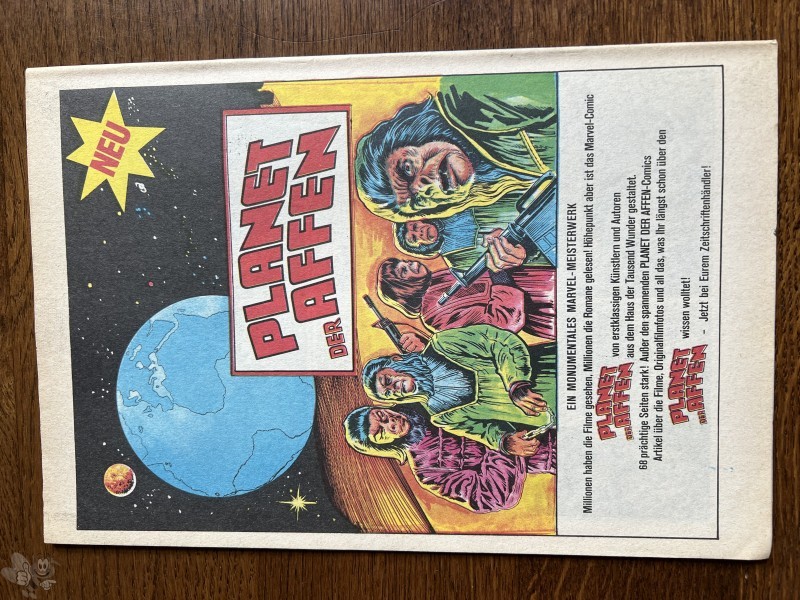 NEU
PLANET
DER AFFEN
EIN MONUMENTALES MARVEL-MEISTERWERK
Millionen haben die Filme gesehen. Millionen die Romane gelesen! Höhepunkt aber ist das Marvel-Comic
PLANET DER AFFEN von erstklassigen Künstlern und Autoren
aus dem Haus der Tausend Wunder gestaltet.
68 prächtige Seiten stark! Außer den spannenden PLANET DER AFFEN-Comics
Artikel über die Filme, Originalfilmfotos und all das, was Ihr längst schon über den
PLANET DER AFFEN wissen wolltet!
- Jetzt bei Eurem Zeitschriftenhändler!